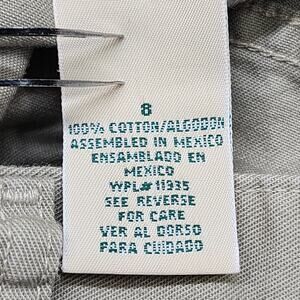 8
100% COTTON/ALGODON
ASSEMBLED IN MEXICO
ENSAMBLADO EN
MEXICO
WPL# 11935
SEE REVERSE
FOR CARE
VER AL DORSO
PARA CUIDADO